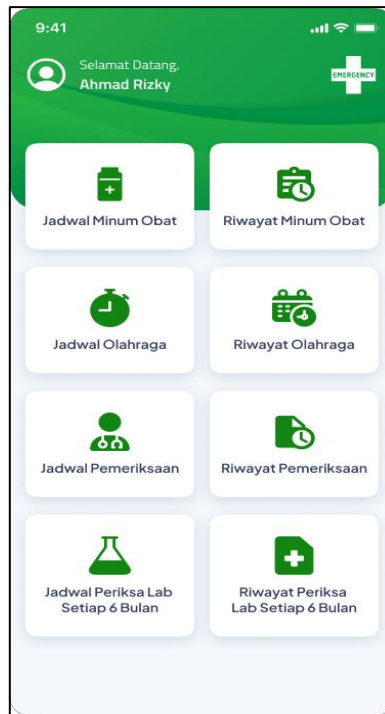 9:41
Selamat Datang,
Ahmad Rizky
EMERGENCY
Jadwal Minum Obat
Riwayat Minum Obat
Jadwal Olahraga
Riwayat Olahraga
Jadwal Pemeriksaan
Riwayat Pemeriksaan
Jadwal Periksa Lab
Setiap 6 Bulan
Riwayat Periksa
Lab Setiap 6 Bulan